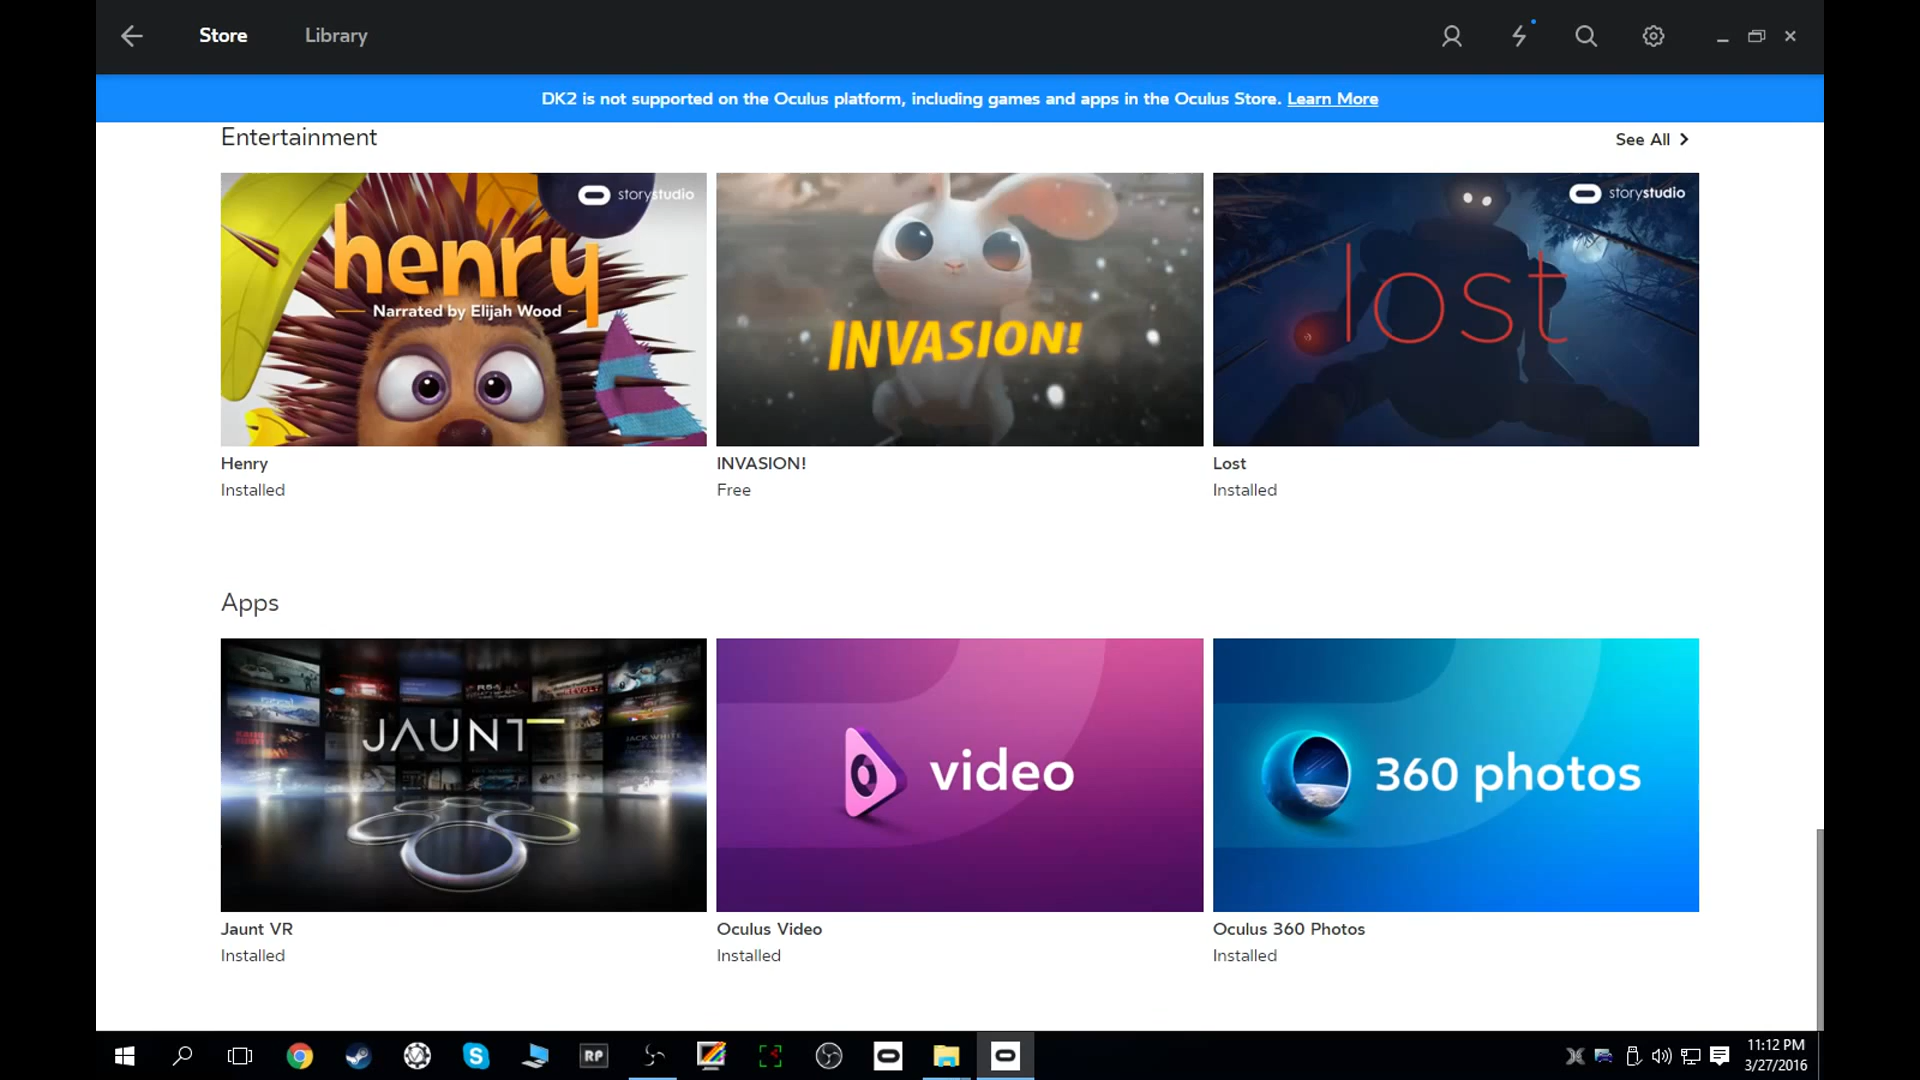 Store
Library
DK2 is not supported on the Oculus platform, including games and apps in the Oculus Store. Learn More
Entertainment
See All
storystudio
henry
Narrated by Elijah Wood
INVASION!
storystudio
lost
Henry
INVASION!
Lost
Installed
Free
Installed
Apps
JAUNT
JACK WHITE
video
360 photos
Jaunt VR
Oculus Video
Oculus 360 Photos
Installed
Installed
Installed
RP
11:12 PM
3/27/2016